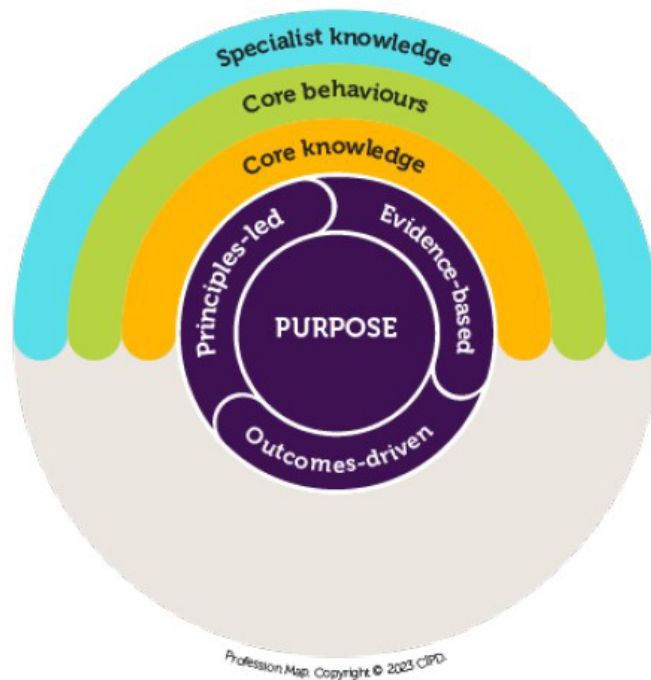 Specialist knowledge
Core behaviours
Core knowledge
Principles-led
Evidence-based
PURPOSE
Outcomes-driven
Profession Map. Copyright © 2023 CIPD.